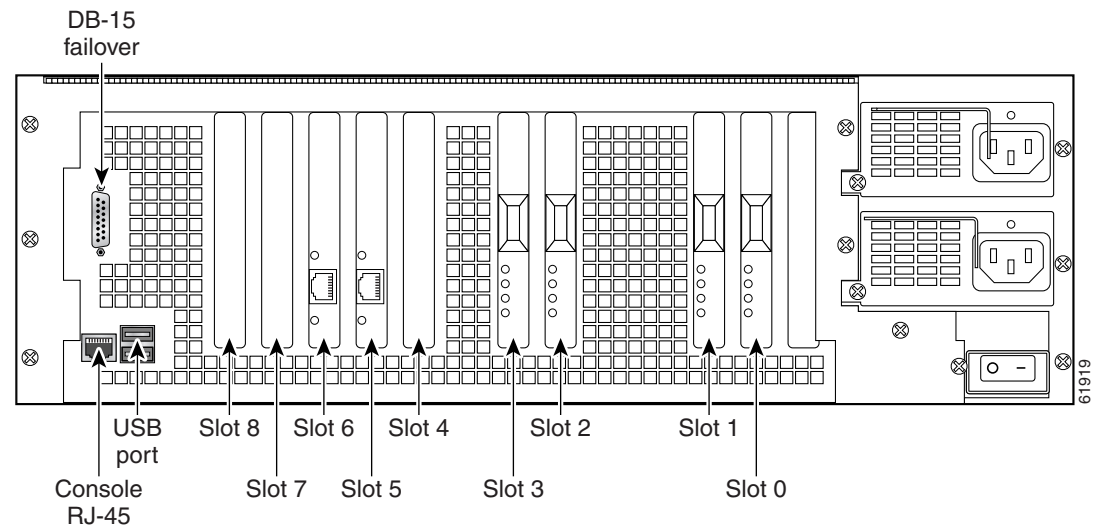 DB-15
failover
61919
USB
port
Slot 8
Slot 6
Slot 4
Slot 2
Slot 1
Console
RJ-45
Slot 7
Slot 5
Slot 3
Slot 0